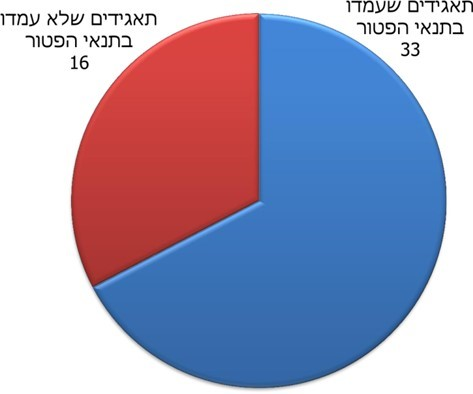 תאגידים שעמדו
בתנאי הפטור
33
תאגידים שלא עמדו
בתנאי הפטור
16